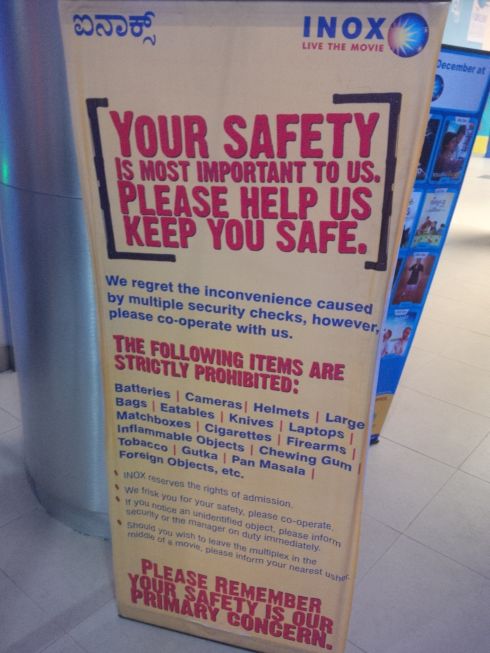 ಐನಾಕ್ಸ್
INOX
LIVE THE MOVIE
December at
YOUR SAFETY
IS MOST IMPORTANT TO US.
PLEASE HELP US
KEEP YOU SAFE.
We regret the inconvenience caused
by multiple security checks, however,
please co-operate with us.
THE FOLLOWING ITEMS ARE
STRICTLY PROHIBITED:
Batteries | Cameras | Helmets | Large
Bags | Eatables | Knives | Laptops |
Matchboxes | Cigarettes | Firearms |
Inflammable Objects | Chewing Gum |
Tobacco | Gutka | Pan Masala |
Foreign Objects, etc.
• INOX reserves the rights of admission.
• We frisk you for your safety, please co-operate.
• If you notice an unidentified object, please inform
security or the manager on duty immediately.
• Should you wish to leave the multiplex in the
middle of a movie, please inform your nearest usher.
PLEASE REMEMBER
YOUR SAFETY IS OUR
PRIMARY CONCERN.